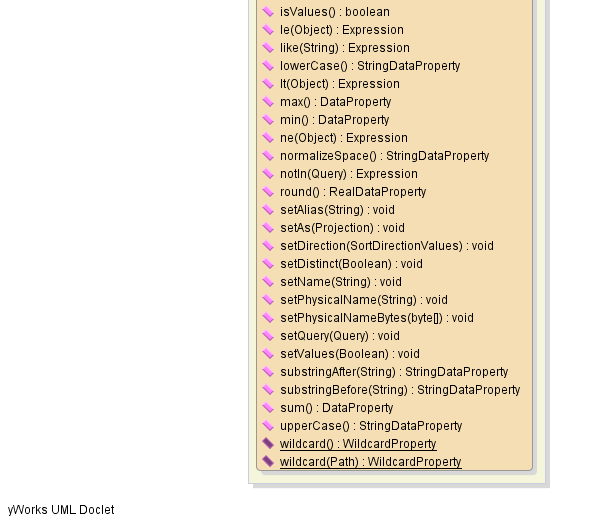 isValues() : boolean
le(Object) : Expression
like(String) : Expression
lowerCase() : StringDataProperty
lt(Object) : Expression
max() : DataProperty
min() : DataProperty
ne(Object) : Expression
normalizeSpace() : StringDataProperty
notIn(Query) : Expression
round() : RealDataProperty
setAlias(String) : void
setAs(Projection) : void
setDirection(SortDirectionValues) : void
setDistinct(Boolean) : void
setName(String) : void
setPhysicalName(String) : void
setPhysicalNameBytes(byte[]) : void
setQuery(Query) : void
setValues(Boolean) : void
substringAfter(String) : StringDataProperty
substringBefore(String) : StringDataProperty
sum() : DataProperty
upperCase() : StringDataProperty
wildcard() : WildcardProperty
wildcard(Path) : WildcardProperty
yWorks UML Doclet